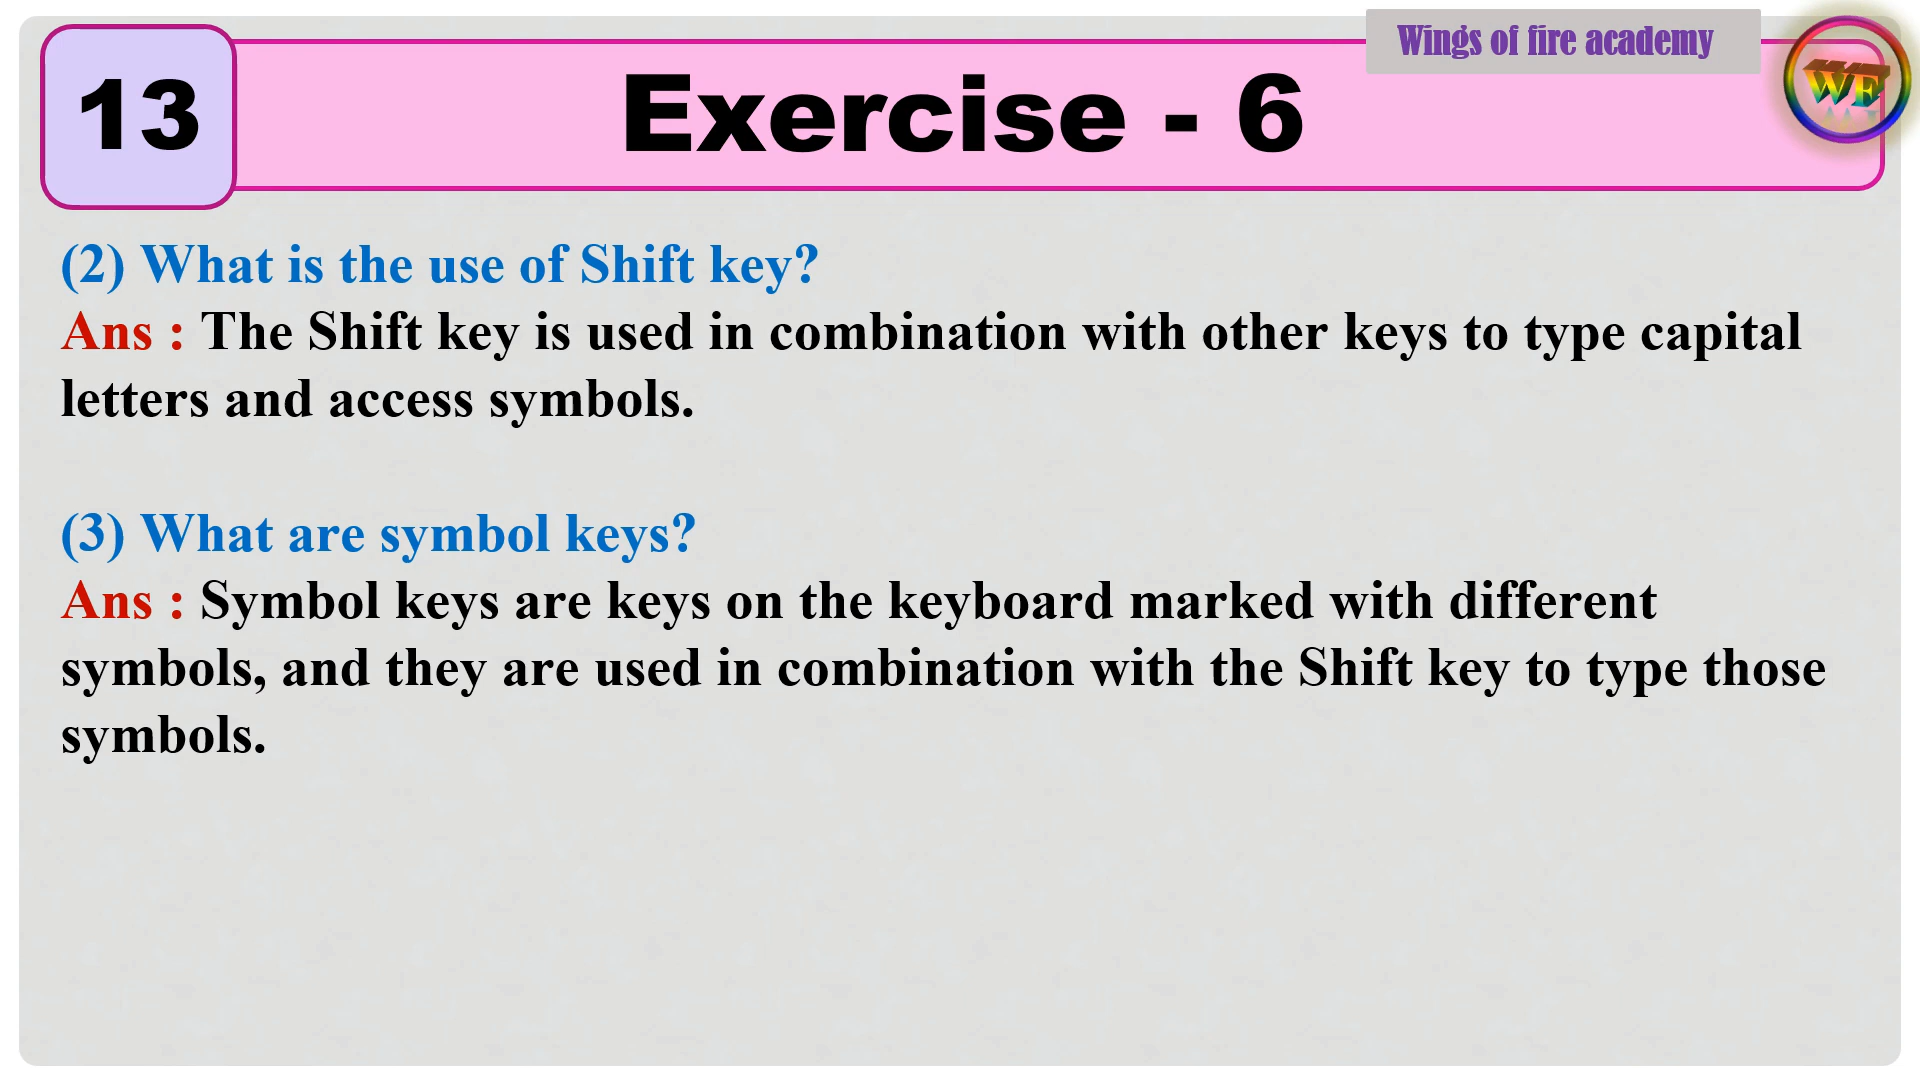 Wings of fire academy
WE
13
Exercise - 6
(2) What is the use of Shift key?
Ans : The Shift key is used in combination with other keys to type capital
letters and access symbols.
(3) What are symbol keys?
Ans : Symbol keys are keys on the keyboard marked with different
symbols, and they are used in combination with the Shift key to type those
symbols.